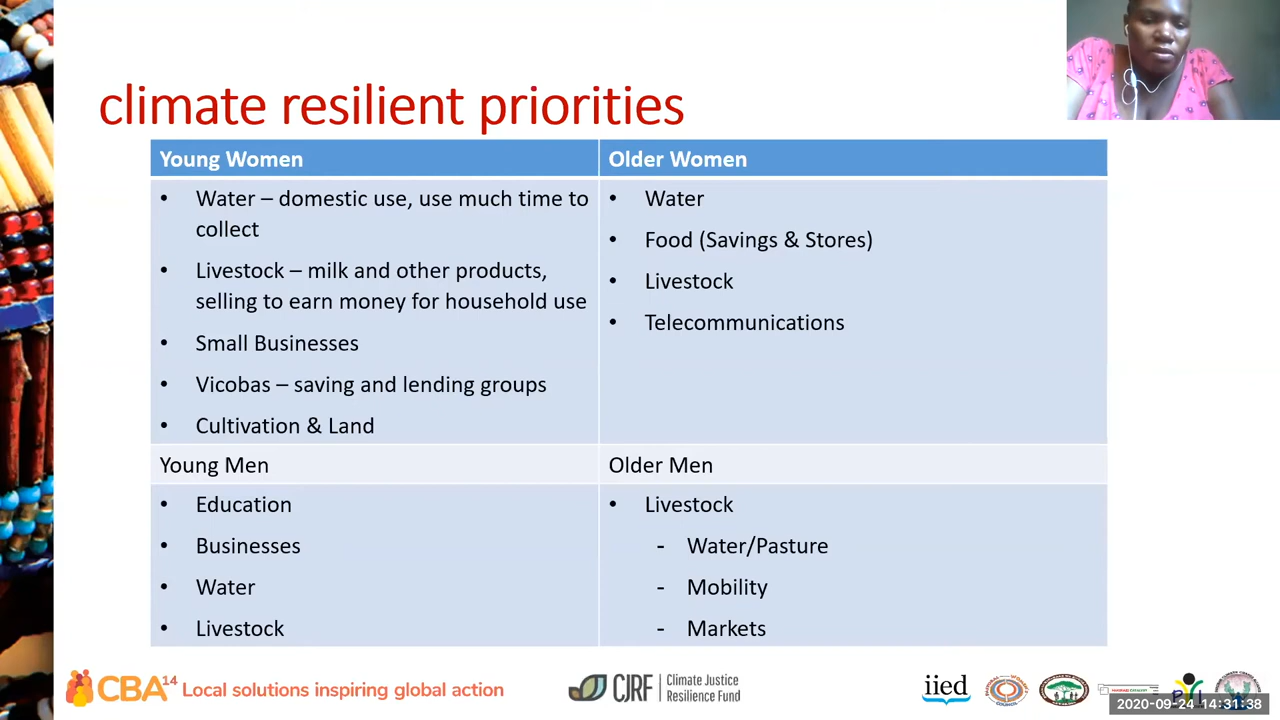 climate resilient priorities
Young Women
Older Women
• Water – domestic use, use much time to
collect
• Livestock – milk and other products,
selling to earn money for household use
• Small Businesses
• Vicobas – saving and lending groups
• Cultivation & Land
• Water
• Food (Savings & Stores)
• Livestock
• Telecommunications
Young Men
Older Men
• Education
• Businesses
• Water
• Livestock
• Livestock
- Water/Pasture
- Mobility
- Markets
CBA14 Local solutions inspiring global action
CJRF Climate Justice
Resilience Fund
iied
2020-09-24 14:31:38